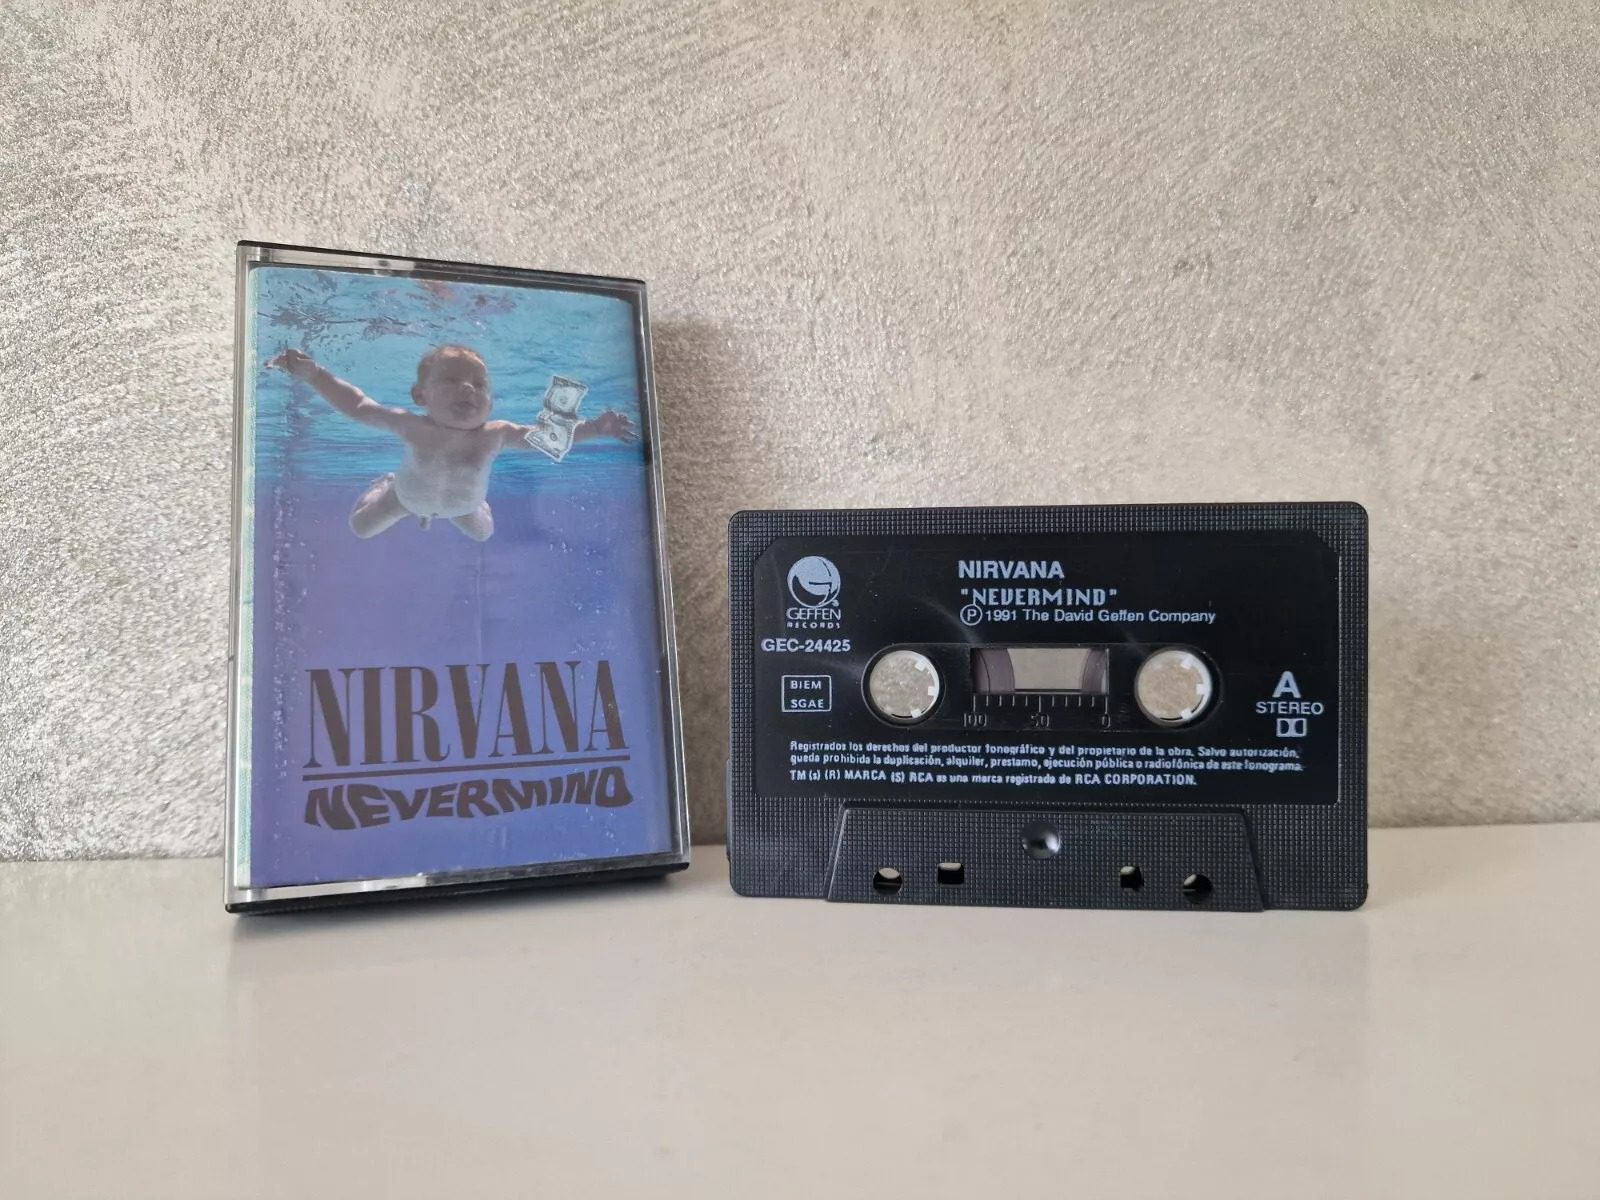 NIRVANA
NEVERMIND
GEFFEN
RECORDS
GEC-24425
BIEM
SGAE
NIRVANA
"NEVERMIND"
Ⓟ 1991 The David Geffen Company
100 50 0
A
STEREO
Registrados los derechos del productor fonográfico y del propietario de la obra. Salvo autorización,
queda prohibida la duplicación, alquiler, prestamo, ejecución pública o radiofónica de este fonograma.
TM (s) (R) MARCA (S) RCA es una marca registrada de RCA CORPORATION.